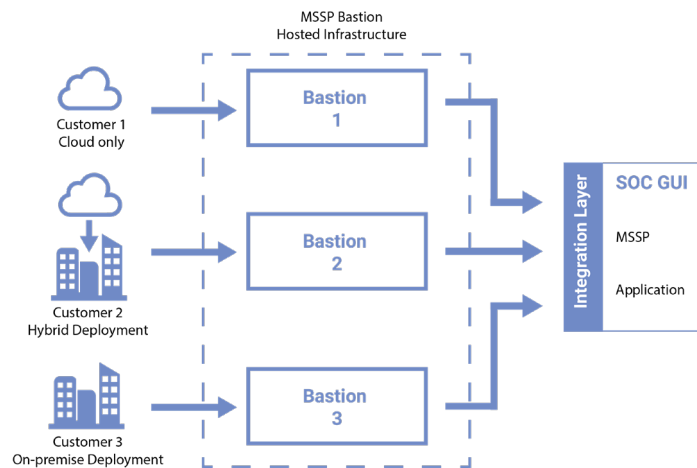 MSSP Bastion
Hosted Infrastructure
Customer 1
Cloud only
Bastion
1
Customer 2
Hybrid Deployment
Bastion
2
Customer 3
On-premise Deployment
Bastion
3
Integration Layer
SOC GUI
MSSP
Application